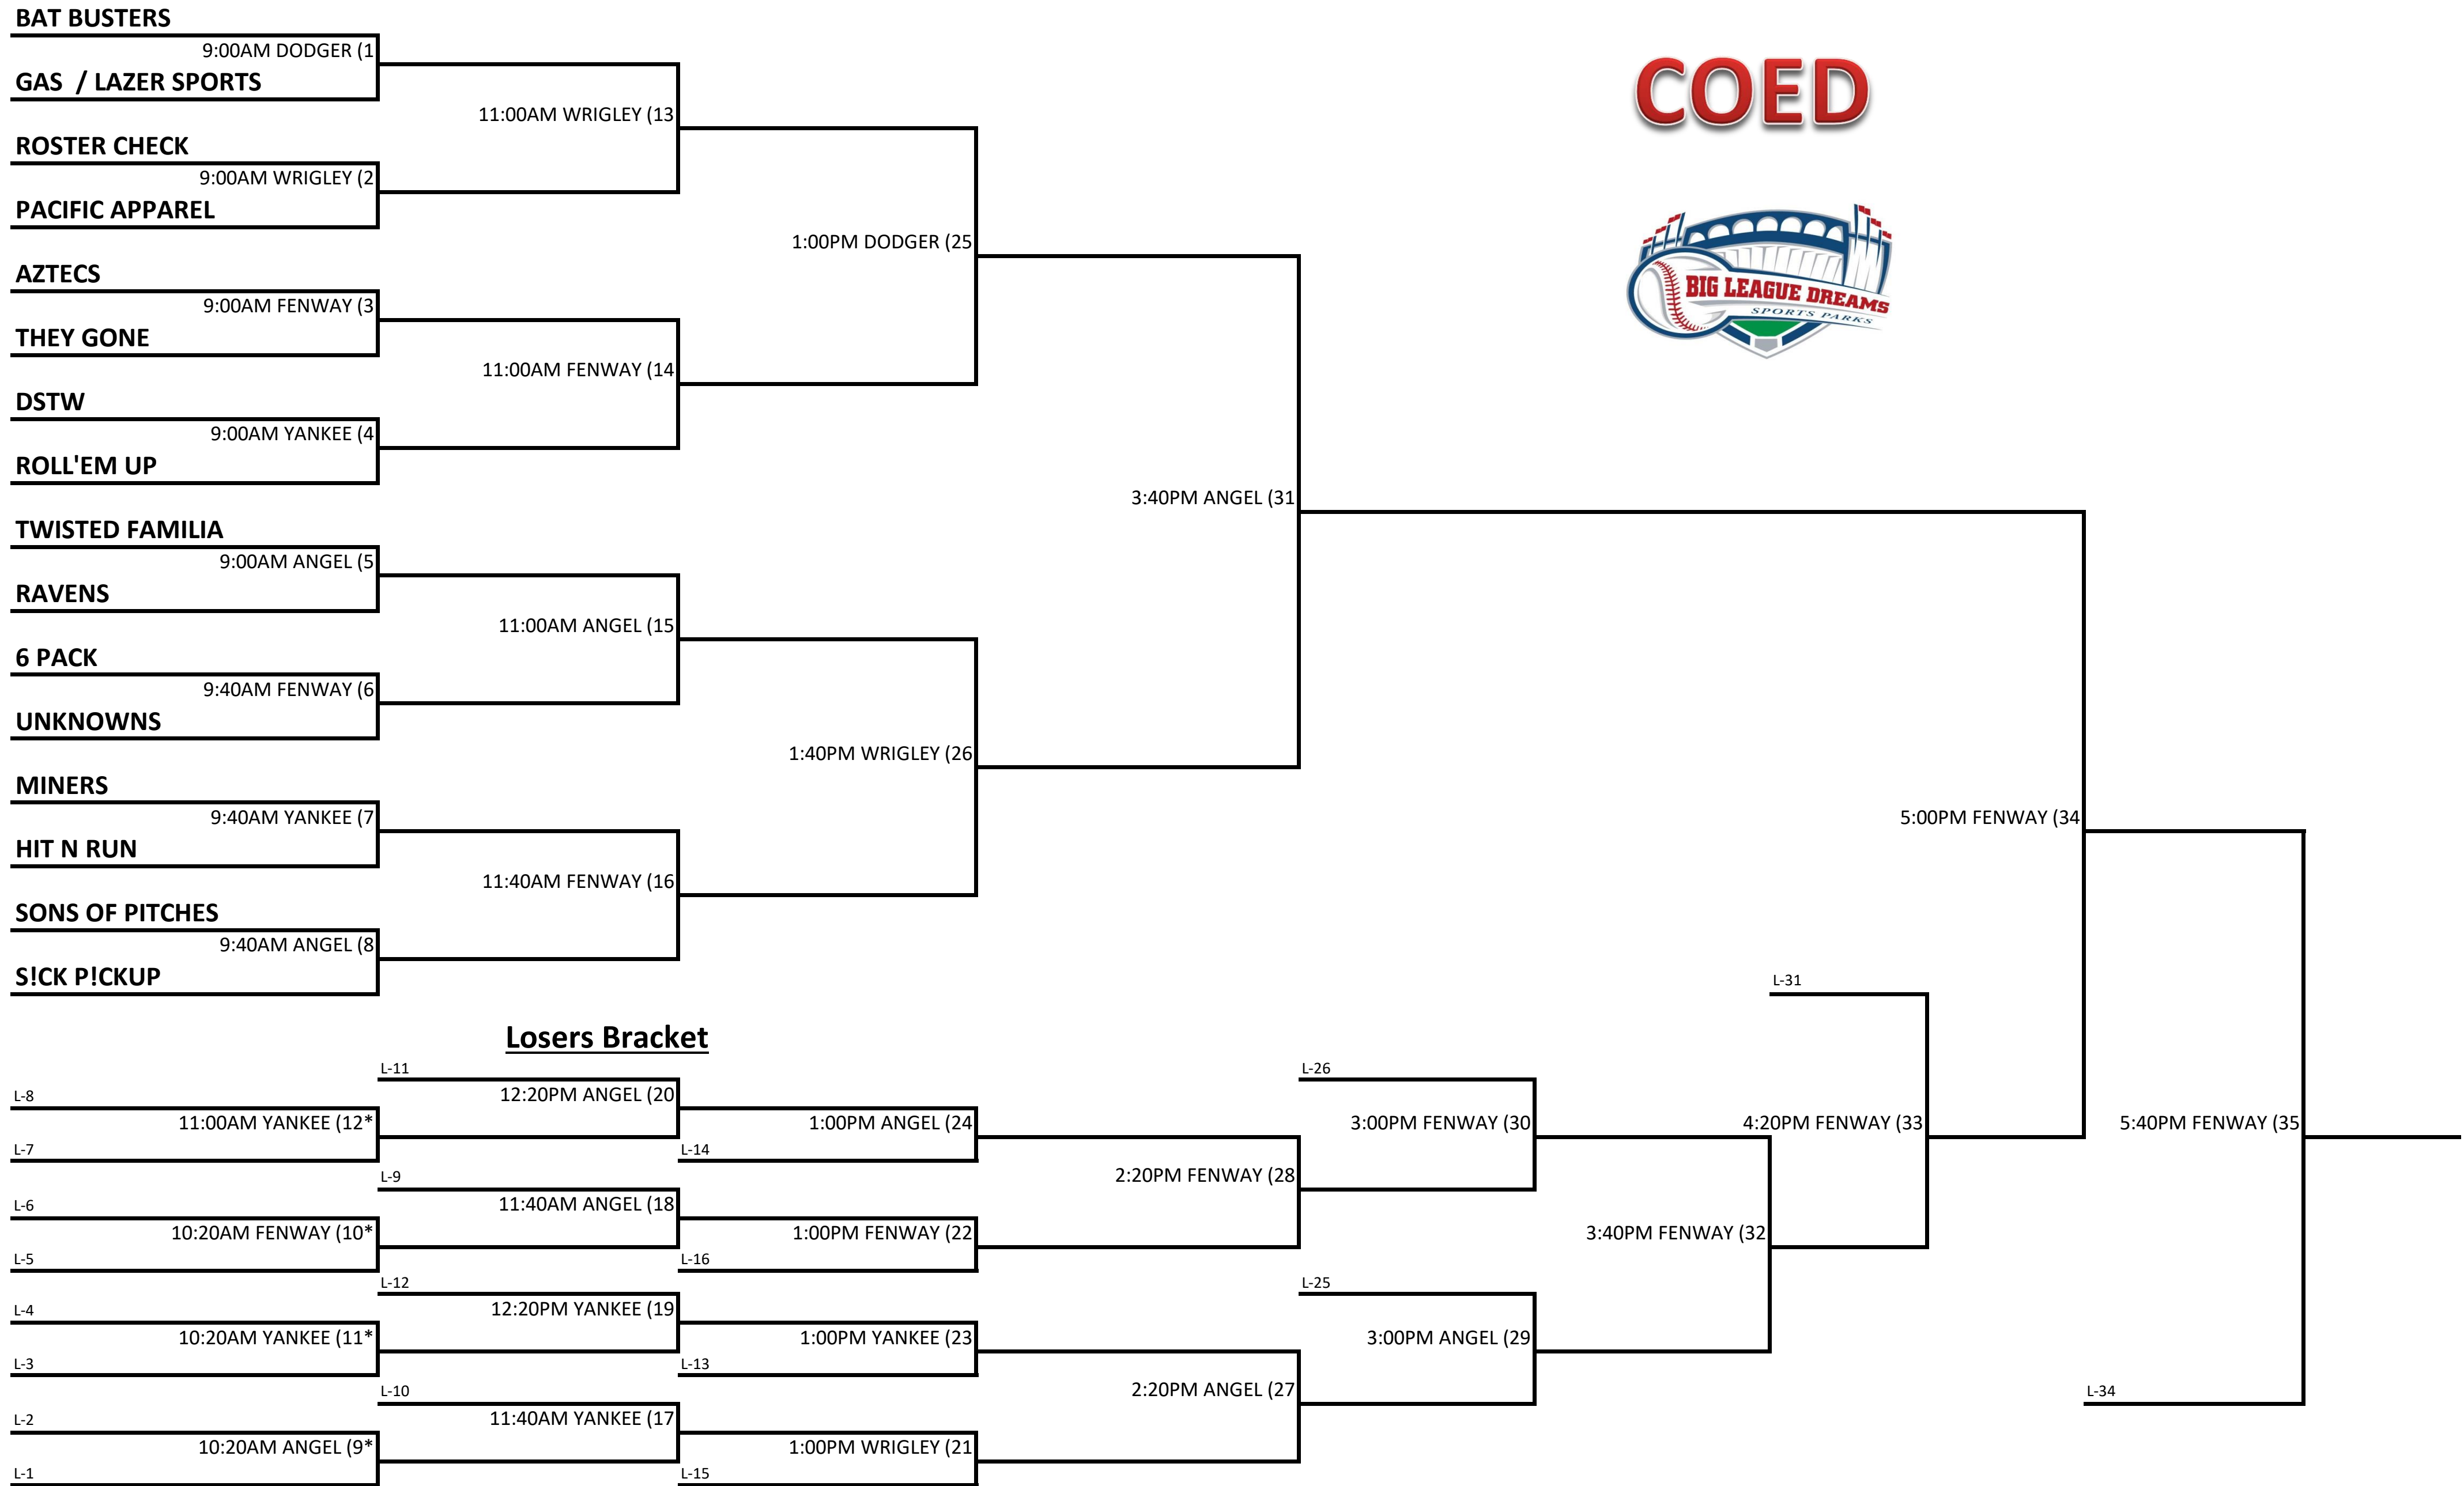 BAT BUSTERS
9:00AM DODGER (1
GAS / LAZER SPORTS
11:00AM WRIGLEY (13
ROSTER CHECK
9:00AM WRIGLEY (2
PACIFIC APPAREL
1:00PM DODGER (25
AZTECS
9:00AM FENWAY (3
THEY GONE
11:00AM FENWAY (14
DSTW
9:00AM YANKEE (4
ROLL'EM UP
3:40PM ANGEL (31
TWISTED FAMILIA
9:00AM ANGEL (5
RAVENS
11:00AM ANGEL (15
6 PACK
9:40AM FENWAY (6
UNKNOWNS
1:40PM WRIGLEY (26
MINERS
9:40AM YANKEE (7
HIT N RUN
11:40AM FENWAY (16
SONS OF PITCHES
9:40AM ANGEL (8
S!CK P!CKUP
COED
BIG LEAGUE DREAMS
SPORTS PARKS
5:00PM FENWAY (34
L-31
Losers Bracket
L-11
L-8
12:20PM ANGEL (20
11:00AM YANKEE (12*
1:00PM ANGEL (24
L-7
L-14
L-9
L-6
11:40AM ANGEL (18
10:20AM FENWAY (10*
1:00PM FENWAY (22
L-5
L-16
2:20PM FENWAY (28
L-26
3:00PM FENWAY (30
4:20PM FENWAY (33
5:40PM FENWAY (35
3:40PM FENWAY (32
L-12
L-4
12:20PM YANKEE (19
10:20AM YANKEE (11*
1:00PM YANKEE (23
L-3
L-13
L-25
3:00PM ANGEL (29
2:20PM ANGEL (27
L-34
L-10
L-2
11:40AM YANKEE (17
10:20AM ANGEL (9*
1:00PM WRIGLEY (21
L-1
L-15